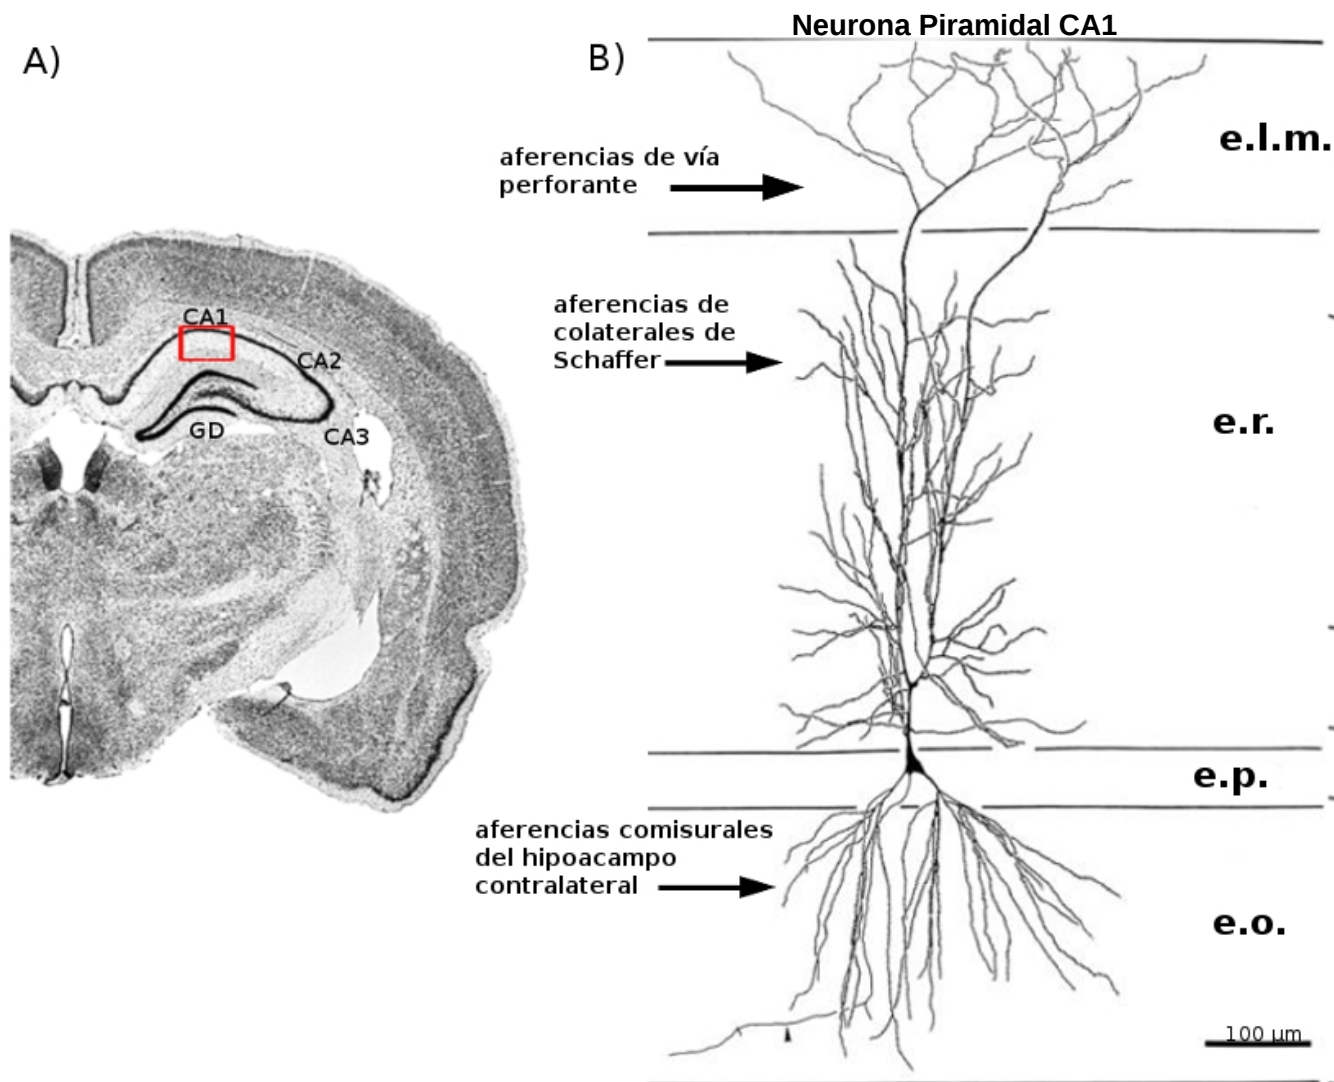 A)
CA1
CA2
CA3
GD
B)
Neurona Piramidal CA1
aferencias de vía
perforante
e.l.m.
aferencias de
colaterales de
Schaffer
e.r.
e.p.
aferencias comisurales
del hipoacampo
contralateral
e.o.
100 µm